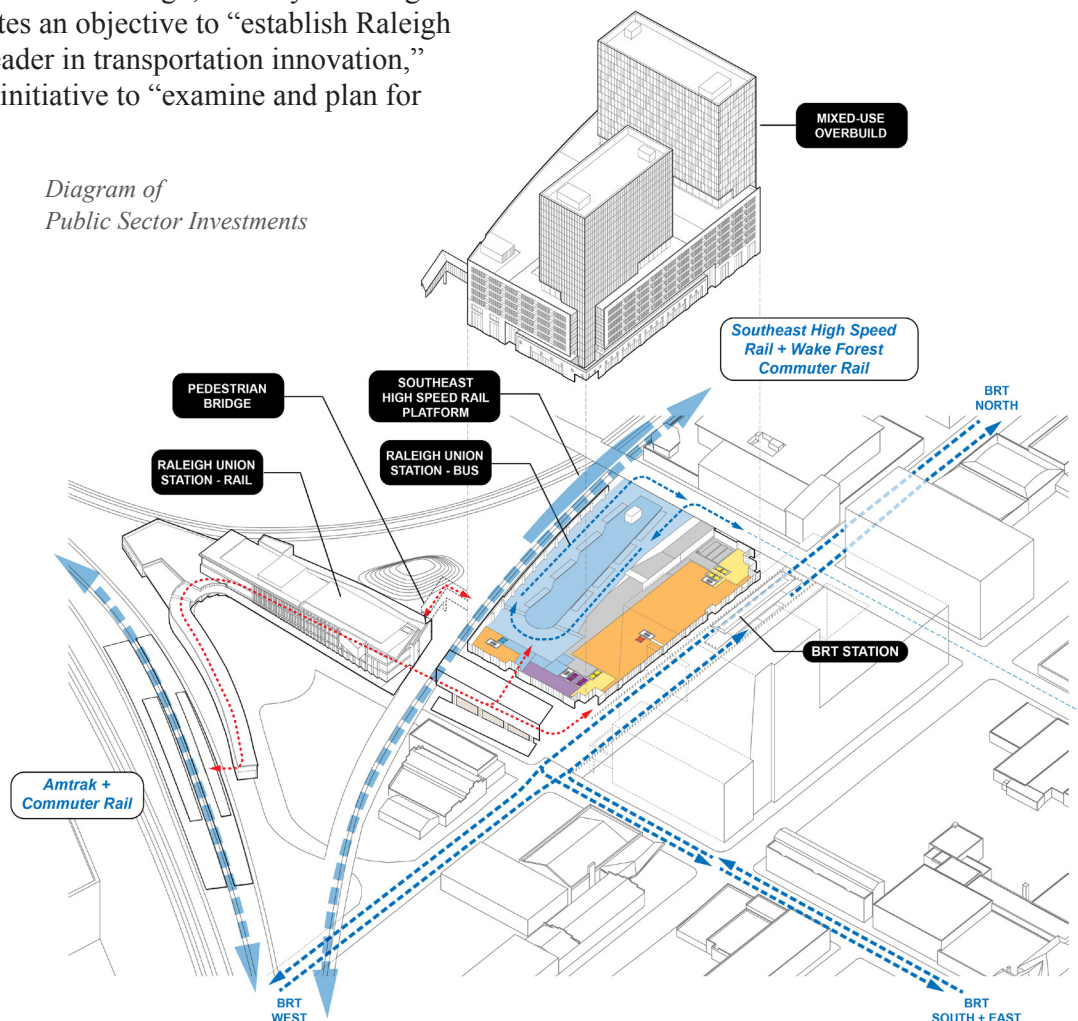 tes an objective to “establish Raleigh
eader in transportation innovation,”
initiative to “examine and plan for
Diagram of
Public Sector Investments
MIXED-USE
OVERBUILD
Southeast High Speed
Rail + Wake Forest
Commuter Rail
BRT
NORTH
PEDESTRIAN
BRIDGE
SOUTHEAST
HIGH SPEED RAIL
PLATFORM
RALEIGH UNION
STATION - RAIL
RALEIGH UNION
STATION - BUS
BRT STATION
Amtrak +
Commuter Rail
BRT
WEST
BRT
SOUTH + EAST